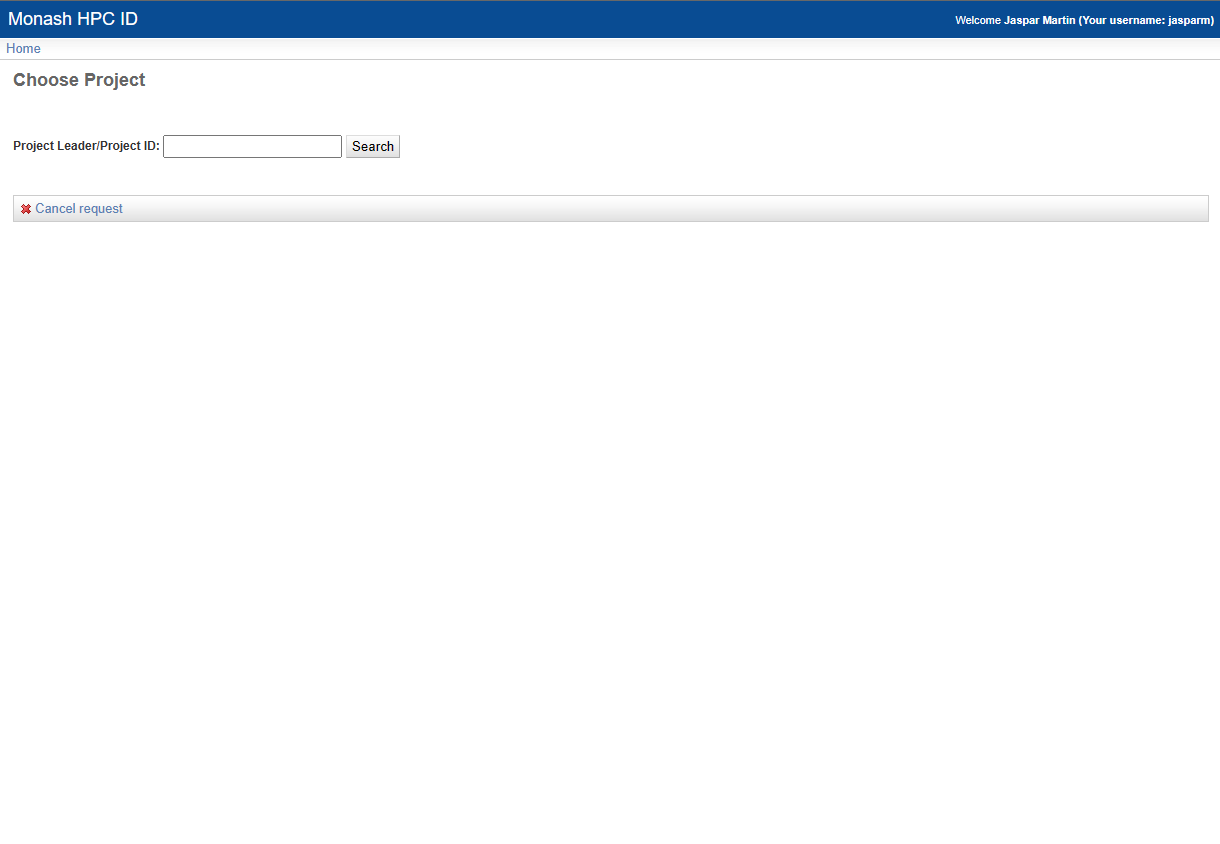 Monash HPC ID
Welcome Jaspar Martin (Your username: jasparm)
Home
Choose Project
Project Leader/Project ID:
Search
Cancel request